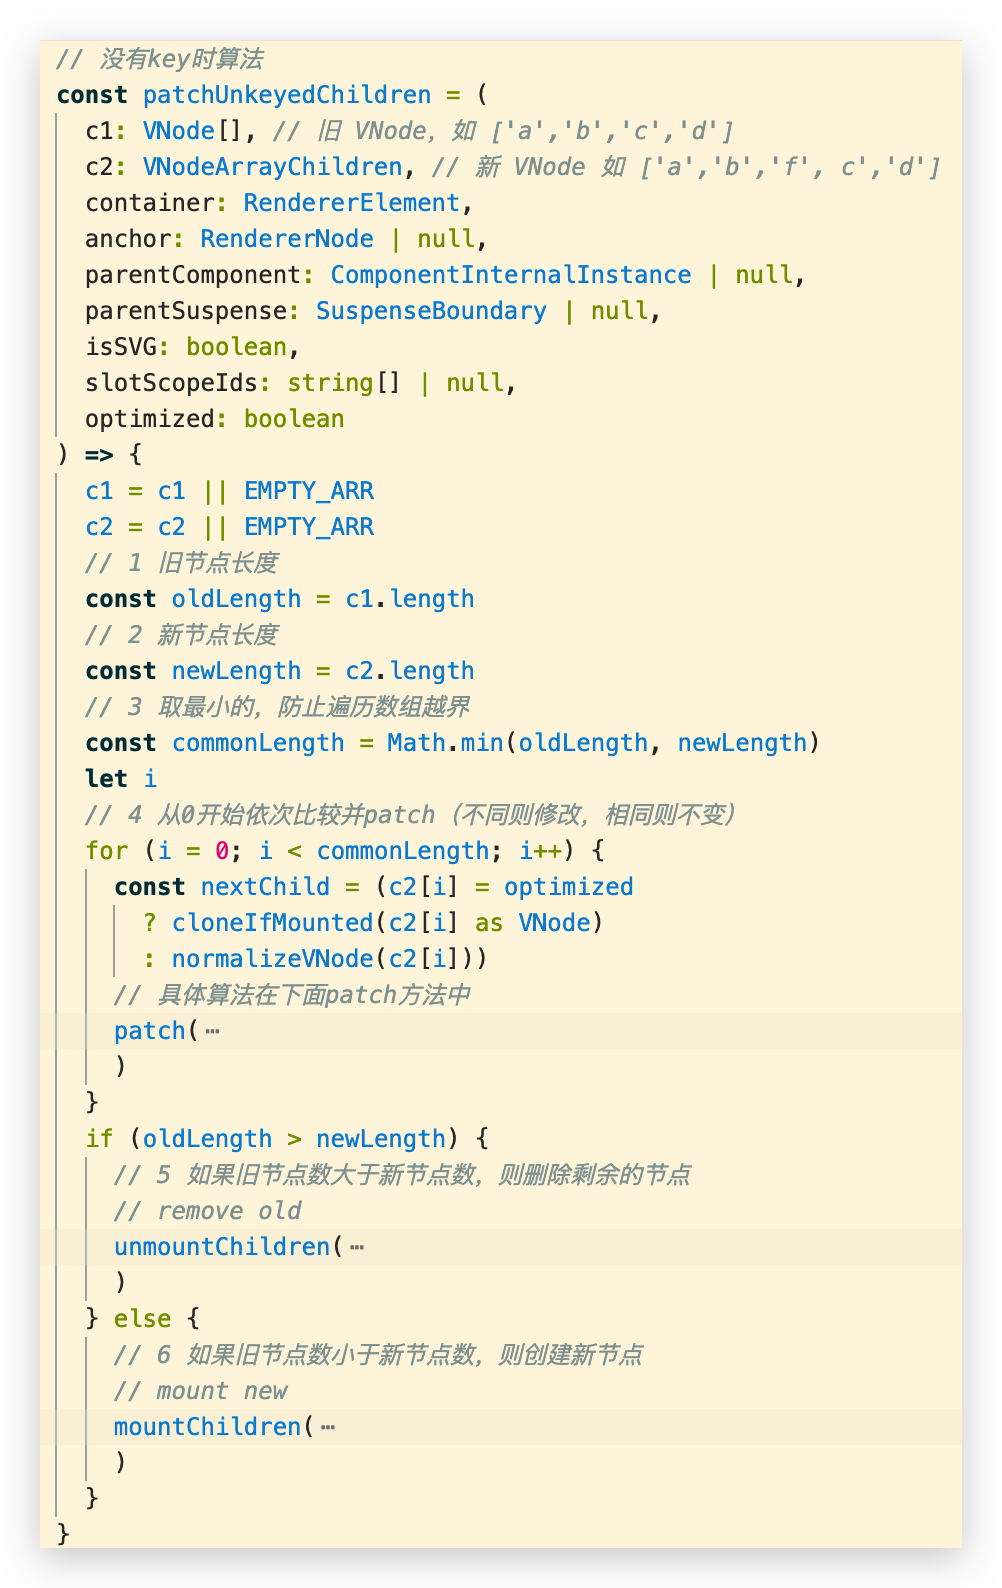 // 没有key时算法
const patchUnkeyedChildren = (
c1: VNode[], // 旧 VNode，如 ['a','b','c','d']
c2: VNodeArrayChildren, // 新 VNode 如 ['a','b','f', c','d']
container: RendererElement,
anchor: RendererNode | null,
parentComponent: ComponentInternalInstance | null,
parentSuspense: SuspenseBoundary | null,
isSVG: boolean,
slotScopeIds: string[] | null,
optimized: boolean
) => {
c1 = c1 || EMPTY_ARR
c2 = c2 || EMPTY_ARR
// 1 旧节点长度
const oldLength = c1.length
// 2 新节点长度
const newLength = c2.length
// 3 取最小的，防止遍历数组越界
const commonLength = Math.min(oldLength, newLength)
let i
// 4 从0开始依次比较并patch（不同则修改，相同则不变）
for (i = 0; i < commonLength; i++) {
const nextChild = (c2[i] = optimized
? cloneIfMounted(c2[i] as VNode)
: normalizeVNode(c2[i]))
// 具体算法在下面patch方法中
patch(⋯
)
}
if (oldLength > newLength) {
// 5 如果旧节点数大于新节点数，则删除剩余的节点
// remove old
unmountChildren(⋯
)
} else {
// 6 如果旧节点数小于新节点数，则创建新节点
// mount new
mountChildren(⋯
)
}
}